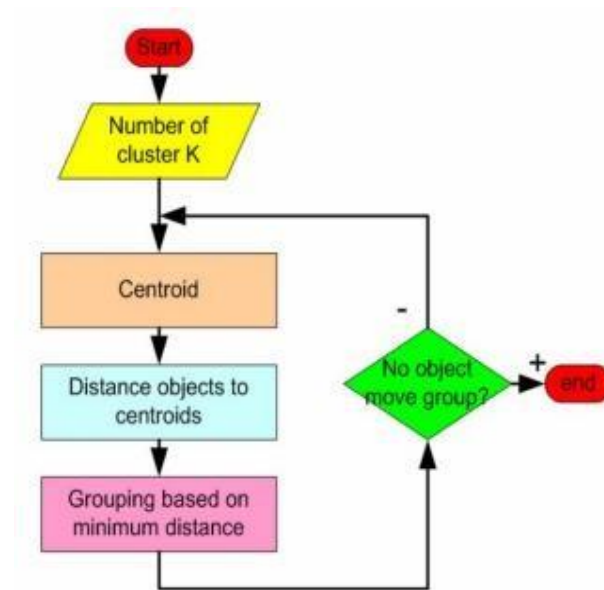 Start
Number of
cluster K
Centroid
-
No object
move group?
+
end
Distance objects to
centroids
Grouping based on
minimum distance